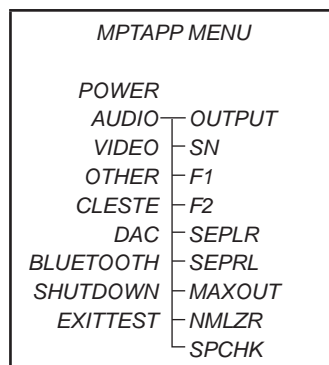 MPTAPP MENU
POWER
AUDIO OUTPUT
VIDEO SN
OTHER F1
CLESTE F2
DAC SEPLR
BLUETOOTH SEPRL
SHUTDOWN MAXOUT
EXITTEST NMLZR
SPCHK